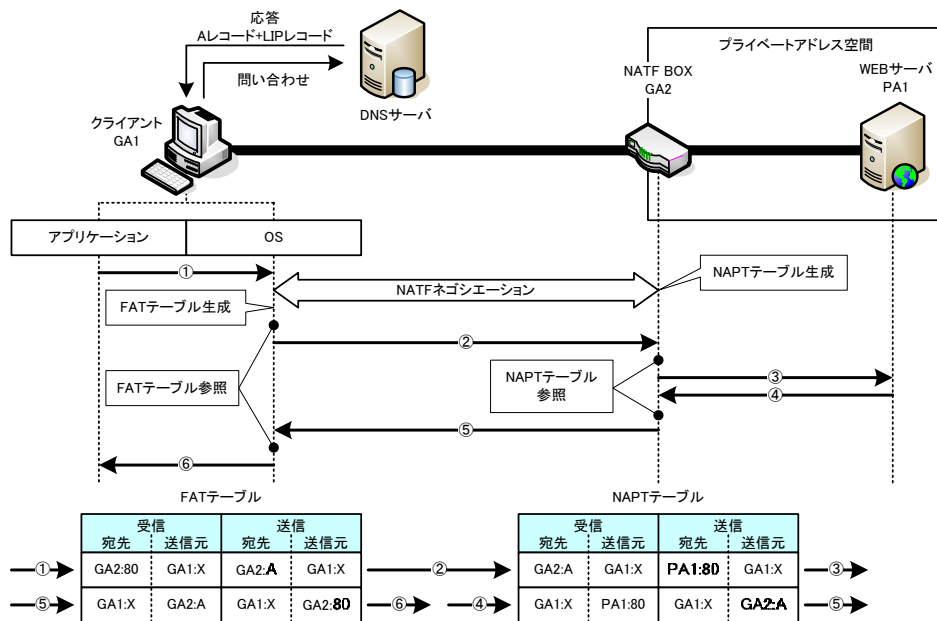 応答
Aレコード+LIPレコード
問い合わせ
DNSサーバ
クライアント
GA1
プライベートアドレス空間
NATF BOX
GA2
WEBサーバ
PA1
アプリケーション
OS
①
NATFネゴシエーション
NAPTテーブル生成
FATテーブル生成
②
FATテーブル参照
NAPTテーブル
参照
③
④
⑤
⑥
FATテーブル
受信
送信
宛先
送信元
宛先
送信元
①
GA2:80
GA1:X
GA2:A
GA1:X
②
⑤
GA1:X
GA2:A
GA1:X
GA2:80
⑥
NAPTテーブル
受信
送信
宛先
送信元
宛先
送信元
GA2:A
GA1:X
PA1:80
GA1:X
③
④
GA1:X
PA1:80
GA1:X
GA2:A
⑤